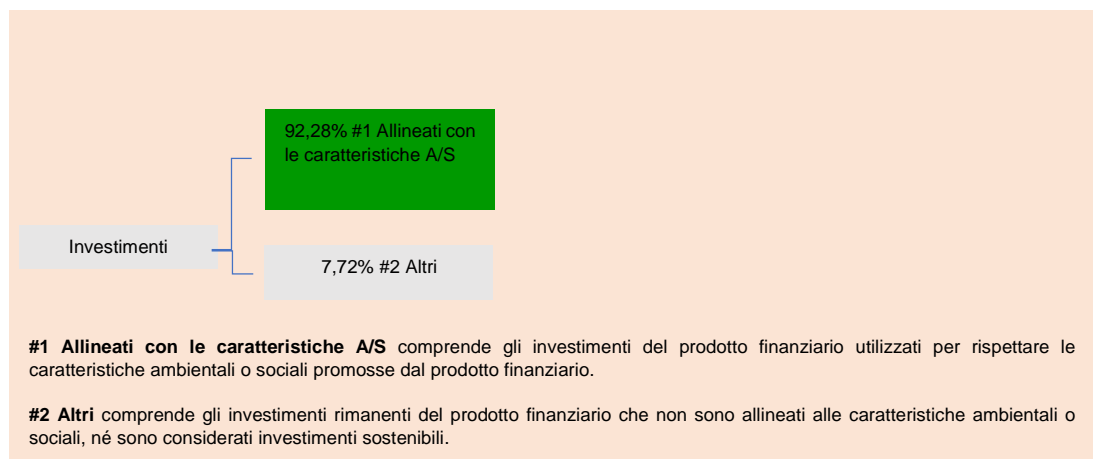 92,28% #1 Allineati con
le caratteristiche A/S
Investimenti
7,72% #2 Altri
#1 Allineati con le caratteristiche A/S comprende gli investimenti del prodotto finanziario utilizzati per rispettare le
caratteristiche ambientali o sociali promosse dal prodotto finanziario.
#2 Altri comprende gli investimenti rimanenti del prodotto finanziario che non sono allineati alle caratteristiche ambientali o
sociali, né sono considerati investimenti sostenibili.